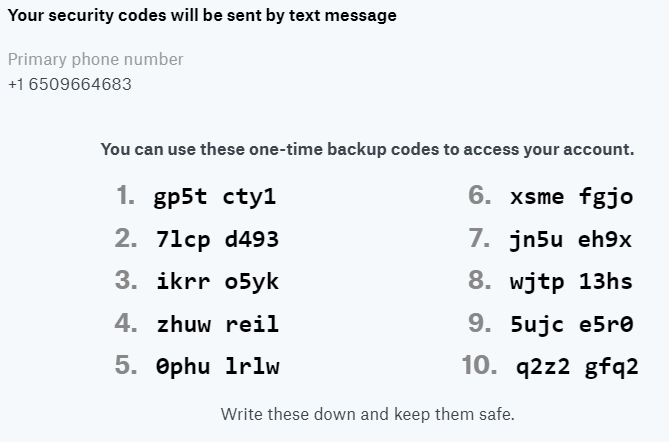 Your security codes will be sent by text message
Primary phone number
+1 6509664683
You can use these one-time backup codes to access your account.
1. gp5t cty1
2. 7lcp d493
3. ikrr o5yk
4. zhuw reil
5. 0phu lrlw
6. xsme fgjo
7. jn5u eh9x
8. wjtp 13hs
9. 5ujc e5r0
10. q2z2 gfq2
Write these down and keep them safe.